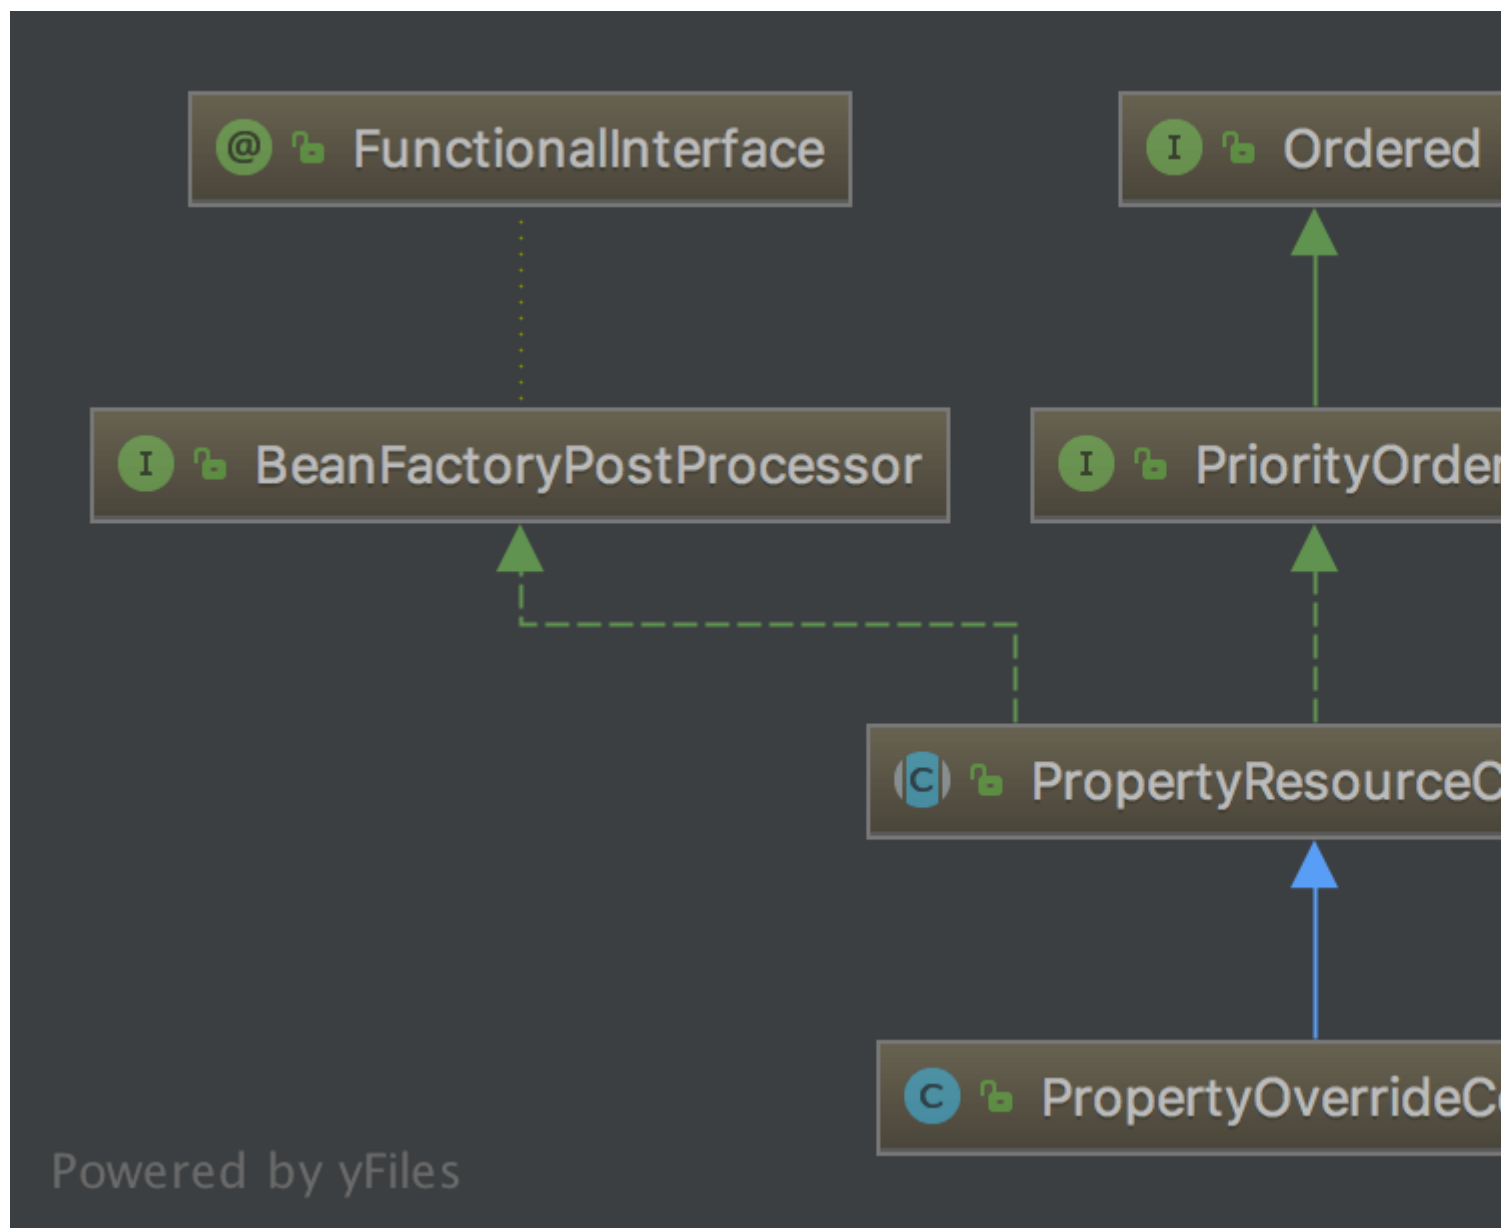 @ FunctionalInterface
I Ordered
I BeanFactoryPostProcessor
I PriorityOrder
C PropertyResourceC
C PropertyOverrideC
Powered by yFiles